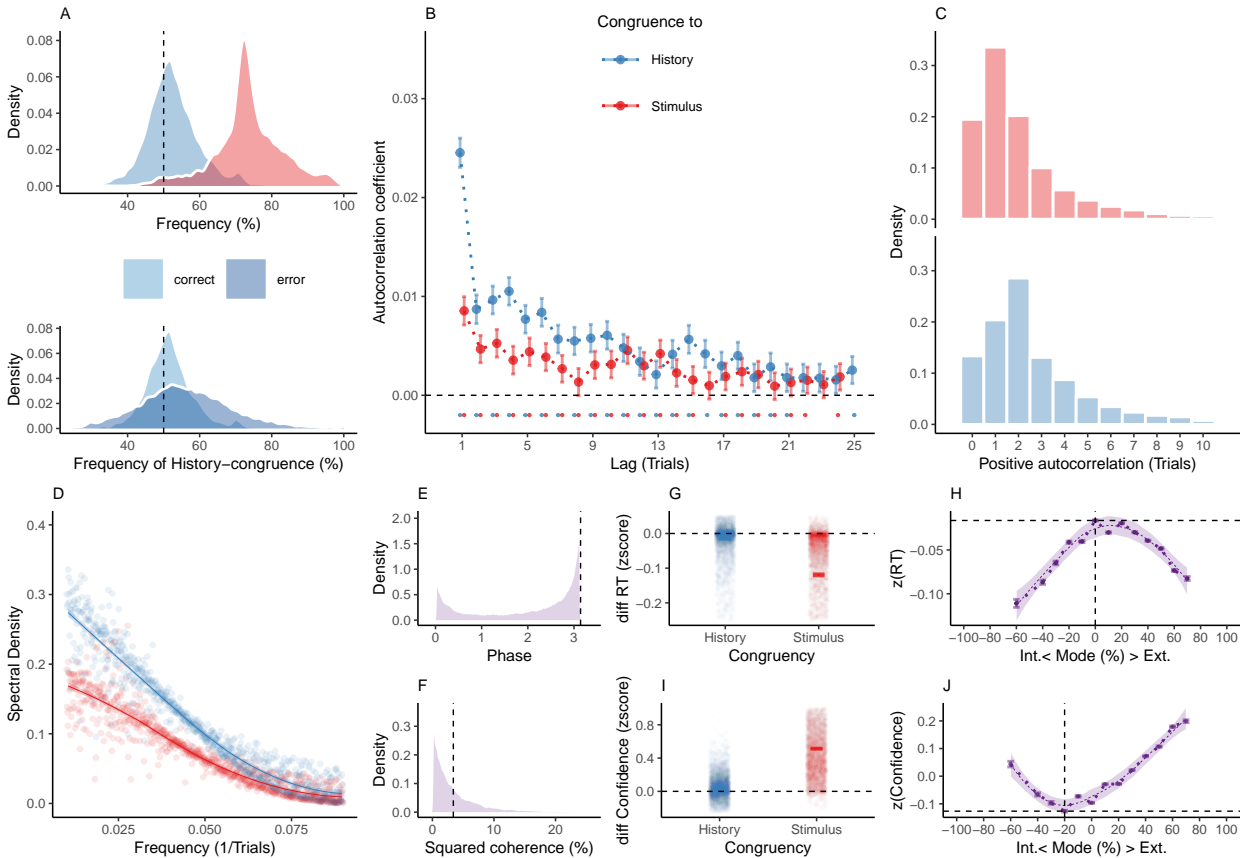 A
Density
0.08
0.06
0.04
0.02
0.00
40 60 80 100
Frequency (%)
correct error
Density
0.08
0.06
0.04
0.02
0.00
40 60 80 100
Frequency of History−congruence (%)
B
Congruence to
History
Stimulus
Autocorrelation coefficient
0.03
0.02
0.01
0.00
1 5 9 13 17 21 25
Lag (Trials)
C
Density
0.3
0.2
0.1
0.0
0.3
0.2
0.1
0.0
0 1 2 3 4 5 6 7 8 9 10
Positive autocorrelation (Trials)
D
Spectral Density
0.4
0.3
0.2
0.1
0.0
0.025 0.050 0.075
Frequency (1/Trials)
E
Density
2.0
1.5
1.0
0.5
0.0
0 1 2 3
Phase
F
Density
0.3
0.2
0.1
0.0
0 10 20
Squared coherence (%)
G
diff RT (zscore)
0.0
−0.1
−0.2
History Stimulus
Congruency
H
z(RT)
−0.05
−0.10
−100 −60 −20 0 20 40 60 80 100
Int.< Mode (%) > Ext.
I
diff Confidence (zscore)
0.8
0.4
0.0
History Stimulus
Congruency
J
z(Confidence)
0.2
0.1
0.0
−0.1
−100 −60 −20 0 20 40 60 80 100
Int.< Mode (%) > Ext.